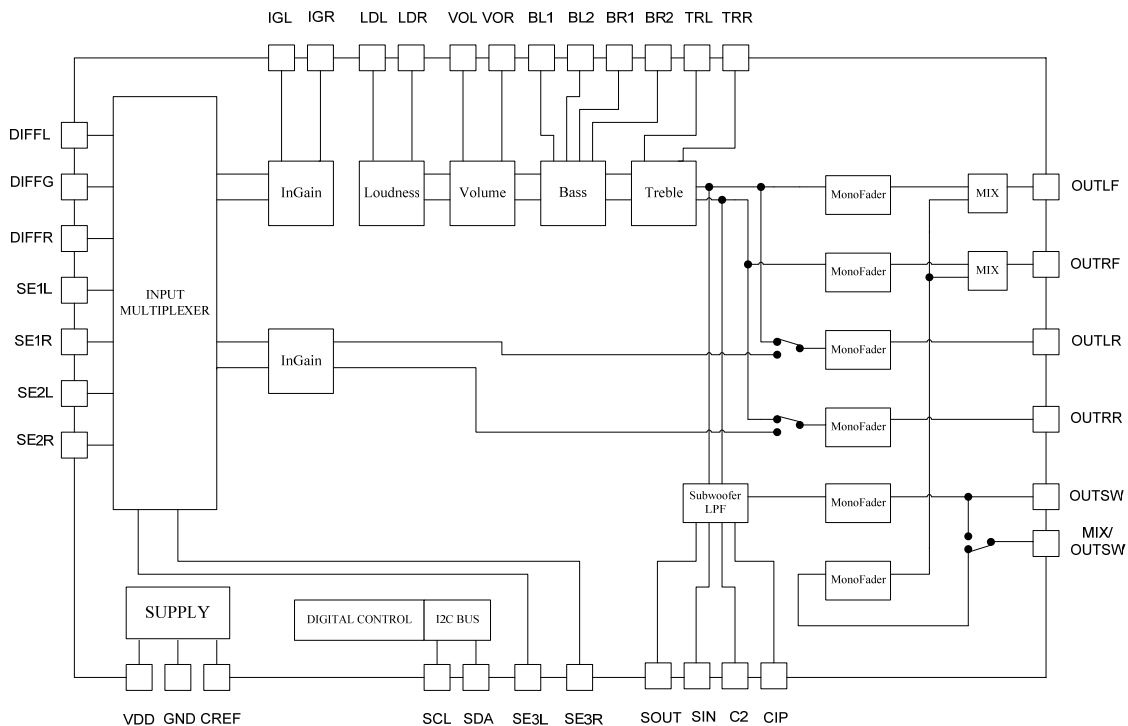 IGL IGR LDL LDR VOL VOR BL1 BL2 BR1 BR2 TRL TRR
DIFFL
DIFFG
DIFFR
SE1L
SE1R
SE2L
SE2R
INPUT
MULTIPLEXER
InGain
Loudness
Volume
Bass
Treble
MonoFader
MIX
OUTLF
MonoFader
MIX
OUTRF
InGain
MonoFader
OUTLR
MonoFader
OUTRR
Subwoofer
LPF
MonoFader
OUTSW
MIX/
OUTSW
MonoFader
SUPPLY
DIGITAL CONTROL
I2C BUS
VDD GND CREF SCL SDA SE3L SE3R SOUT SIN C2 CIP